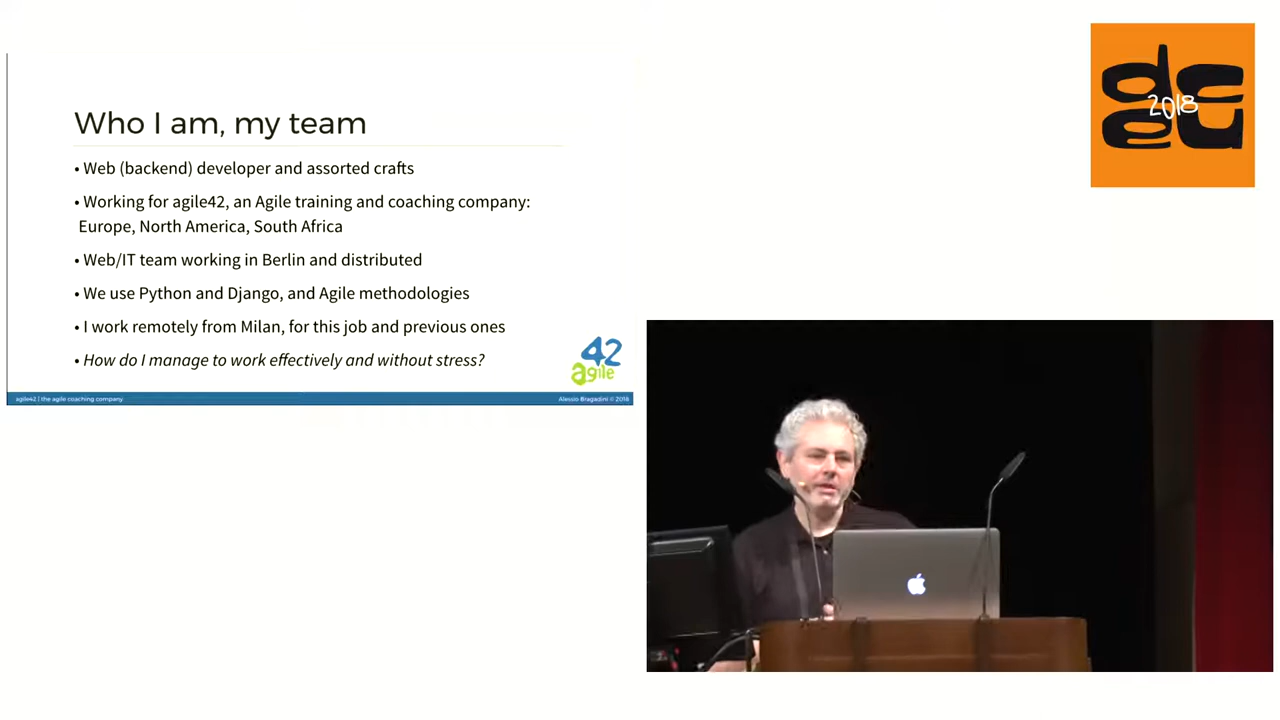 Who I am, my team
• Web (backend) developer and assorted crafts
• Working for agile42, an Agile training and coaching company:
Europe, North America, South Africa
• Web/IT team working in Berlin and distributed
• We use Python and Django, and Agile methodologies
• I work remotely from Milan, for this job and previous ones
• How do I manage to work effectively and without stress?
42
agile
agile42 | the agile coaching company
Alessio Bragadini © 2018
dc
2018
eu